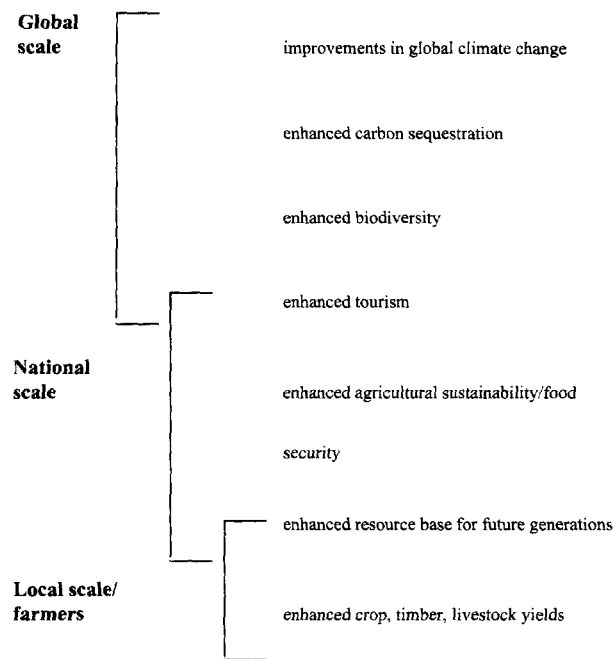 Global
scale
improvements in global climate change
enhanced carbon sequestration
enhanced biodiversity
enhanced tourism
National
scale
enhanced agricultural sustainability/food
security
enhanced resource base for future generations
Local scale/
farmers
enhanced crop, timber, livestock yields